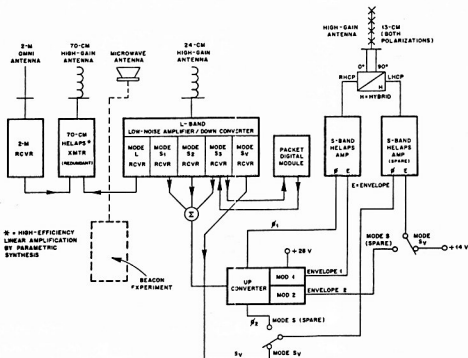 2-M
OMNI
ANTENNA
70-CM
HIGH-GAIN
ANTENNA
MICROWAVE
ANTENNA
24-CM
HIGH-GAIN
ANTENNA
HIGH-GAIN
ANTENNA
13-CM
(BOTH
POLARIZATIONS)
0° 90°
RHCP
LHCP
H
H = HYBRID
2-M
RCVR
70-CM
HELAPS*
XMTR
(REDUNDANT)
L-BAND
LOW-NOISE AMPLIFIER / DOWN CONVERTER
MODE
L
RCVR
MODE
S1
RCVR
MODE
S2
RCVR
MODE
S3
RCVR
MODE
SV
RCVR
PACKET
DIGITAL
MODULE
S-BAND
HELAPS
AMP
Ø E
S-BAND
HELAPS
AMP
(SPARE)
Ø E
E=ENVELOPE
Σ
* = HIGH-EFFICIENCY
LINEAR AMPLIFICATION
BY PARAMETRIC
SYNTHESIS
BEACON
EXPERIMENT
Ø1
+28 V
UP
CONVERTER
MOD 1
MOD 2
ENVELOPE 1
ENVELOPE 2
MODE S
(SPARE)
MODE
SV
+14V
Ø2
MODE S (SPARE)
SV
MODE SV